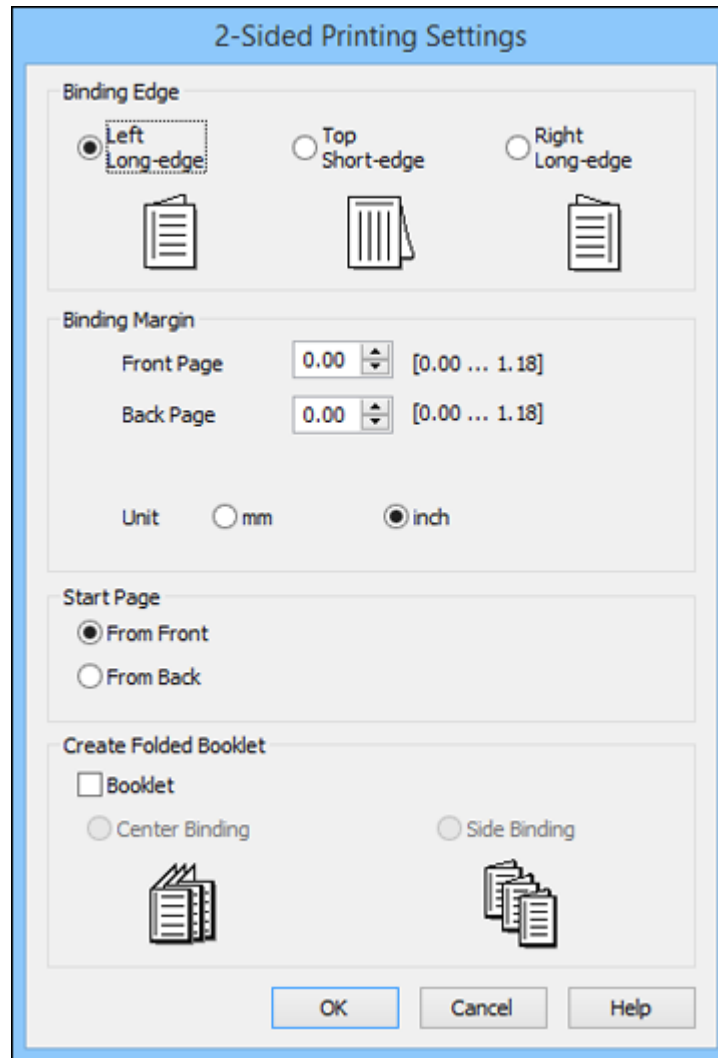 2-Sided Printing Settings
Binding Edge
Left
Long-edge
Top
Short-edge
Right
Long-edge
Binding Margin
Front Page 0.00 [0.00 ... 1.18]
Back Page 0.00 [0.00 ... 1.18]
Unit mm inch
Start Page
From Front
From Back
Create Folded Booklet
Booklet
Center Binding Side Binding
OK Cancel Help